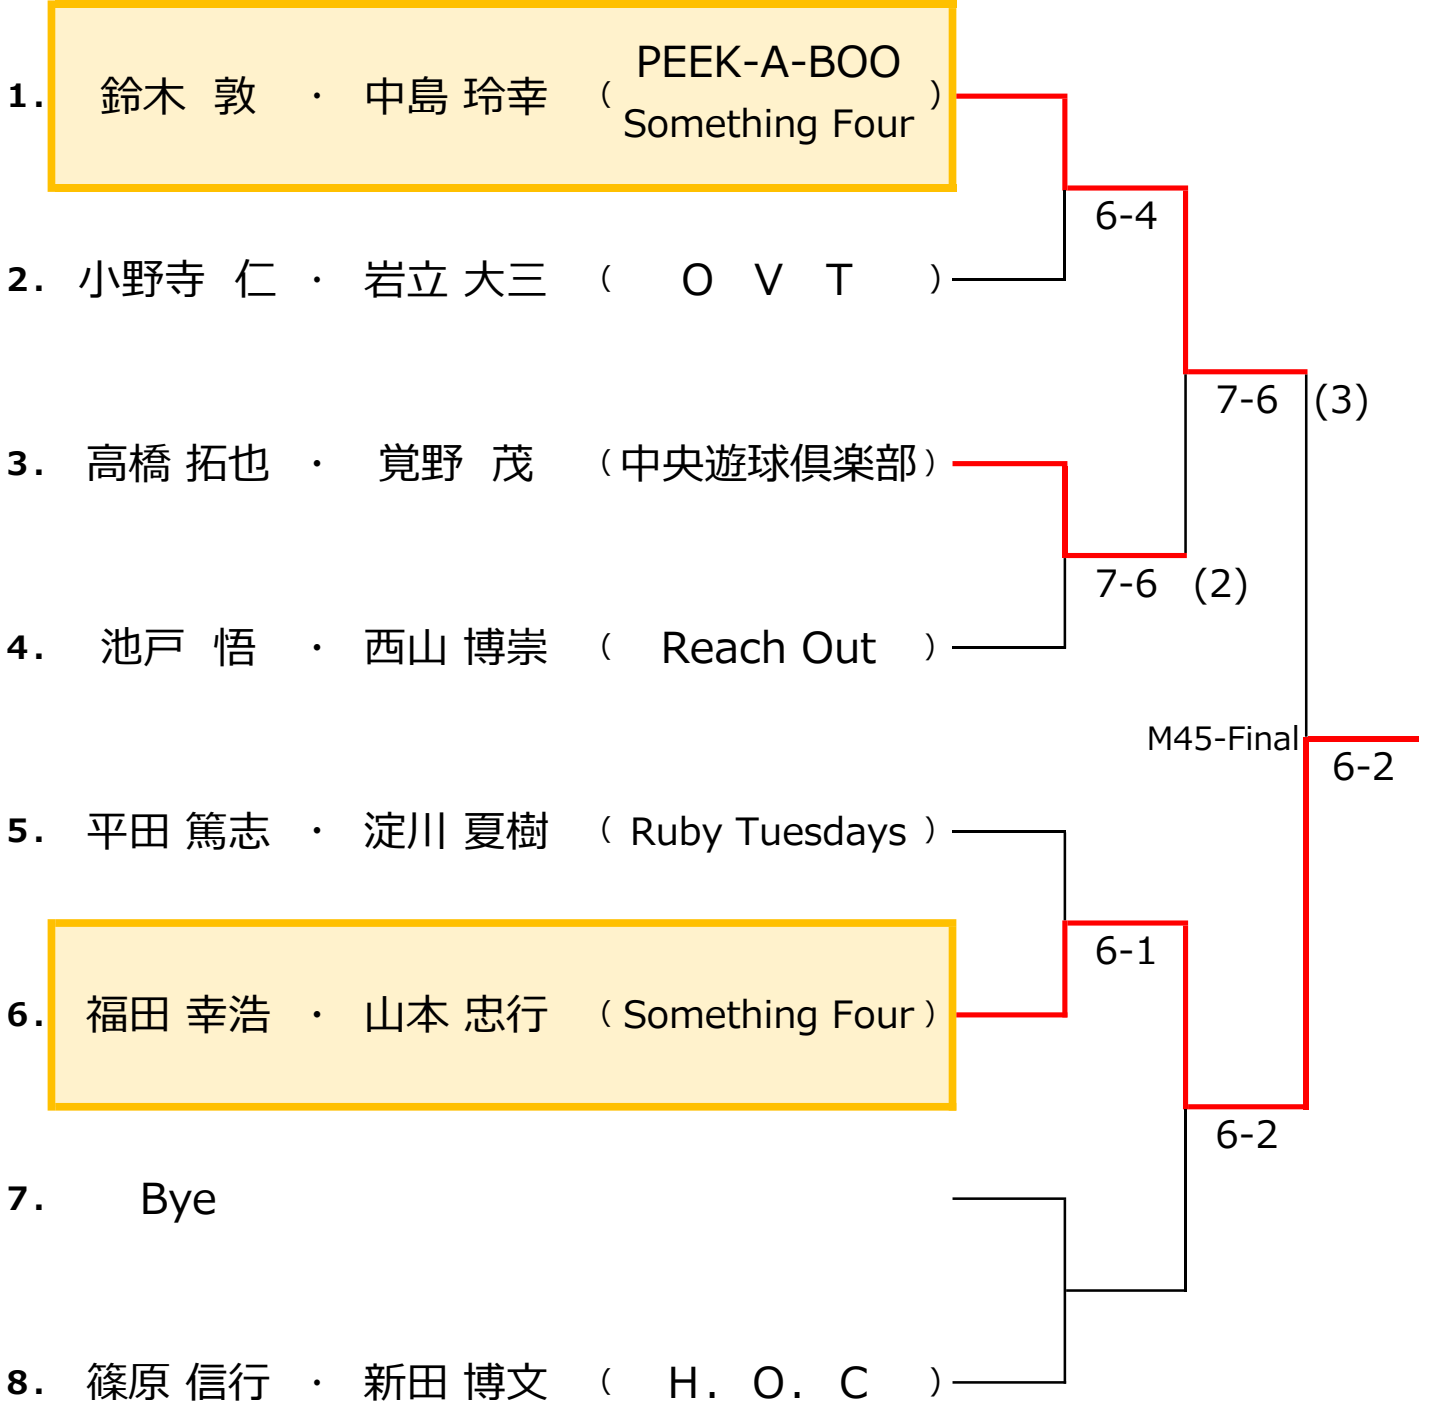 PEEK-A-BOO
1. 鈴木 敦 ・ 中島 玲幸 ( )
Something Four
6-4
2. 小野寺 仁 ・ 岩立 大三 ( O V T )
7-6 (3)
3. 高橋 拓也 ・ 覚野 茂 (中央遊球倶楽部)
7-6 (2)
4. 池戸 悟 ・ 西山 博崇 ( Reach Out )
M45-Final
6-2
5. 平田 篤志 ・ 淀川 夏樹 ( Ruby Tuesdays )
6-1
6. 福田 幸浩 ・ 山本 忠行 ( Something Four )
6-2
7. Bye
8. 篠原 信行 ・ 新田 博文 ( H. O. C )